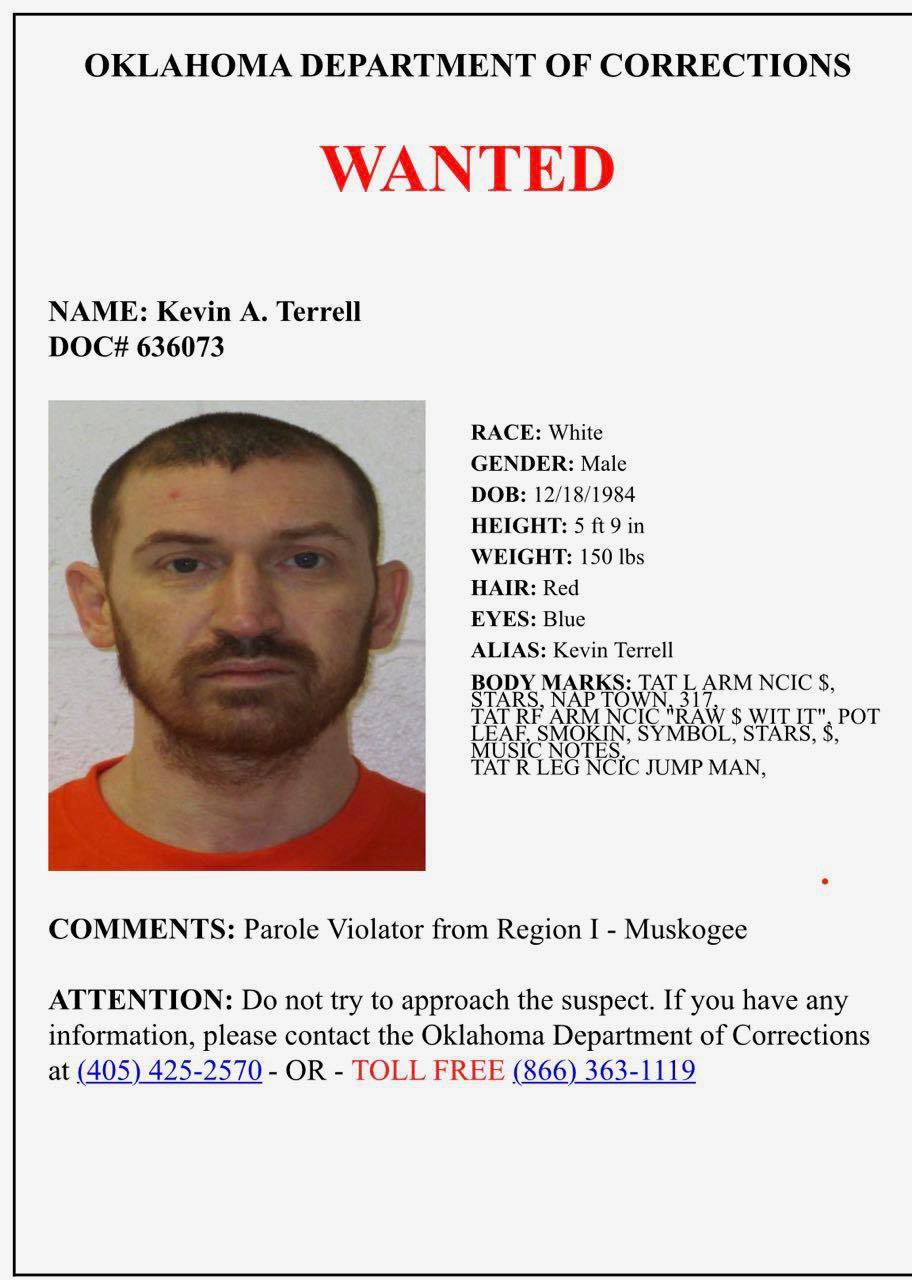 OKLAHOMA DEPARTMENT OF CORRECTIONS
WANTED
NAME: Kevin A. Terrell
DOC# 636073
RACE: White
GENDER: Male
DOB: 12/18/1984
HEIGHT: 5 ft 9 in
WEIGHT: 150 lbs
HAIR: Red
EYES: Blue
ALIAS: Kevin Terrell
BODY MARKS: TAT L ARM NCIC $,
STARS, NAP TOWN, 317,
TAT RF ARM NCIC "RAW $ WIT IT", POT
LEAF, SMOKIN, SYMBOL, STARS, $,
MUSIC NOTES,
TAT R LEG NCIC JUMP MAN,
COMMENTS: Parole Violator from Region I - Muskogee
ATTENTION: Do not try to approach the suspect. If you have any
information, please contact the Oklahoma Department of Corrections
at (405) 425-2570 - OR - TOLL FREE (866) 363-1119